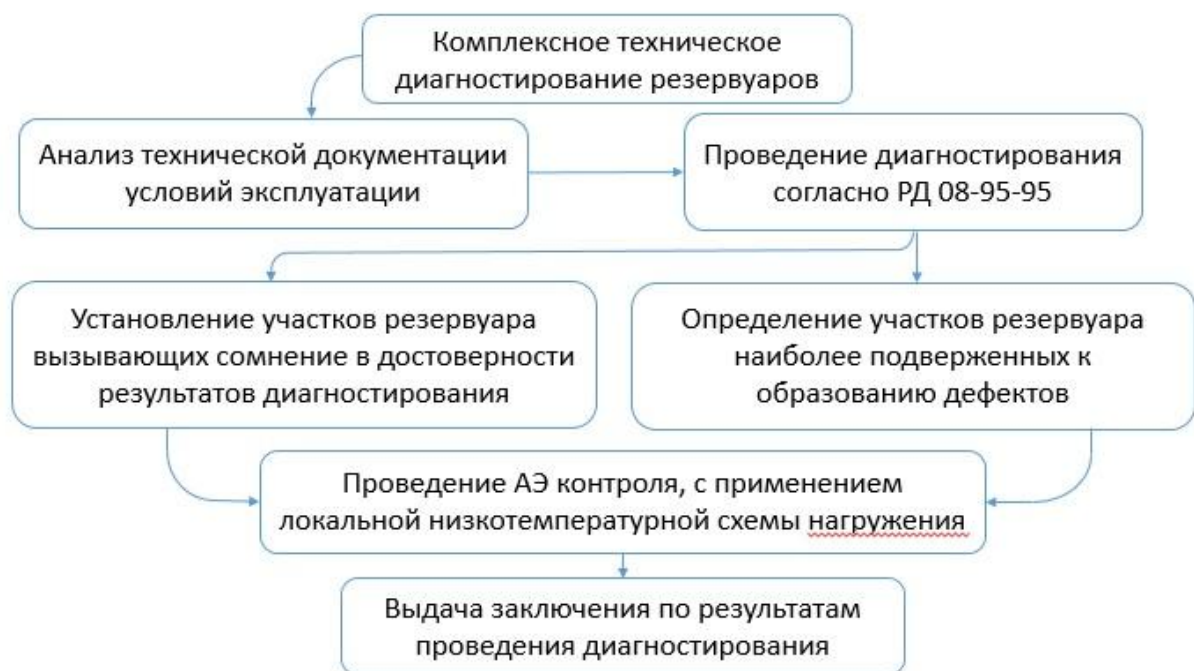 Комплексное техническое
диагностирование резервуаров
Анализ технической документации
условий эксплуатации
Проведение диагностирования
согласно РД 08-95-95
Установление участков резервуара
вызывающих сомнение в достоверности
результатов диагностирования
Определение участков резервуара
наиболее подверженных к
образованию дефектов
Проведение АЭ контроля, с применением
локальной низкотемпературной схемы нагружения
Выдача заключения по результатам
проведения диагностирования